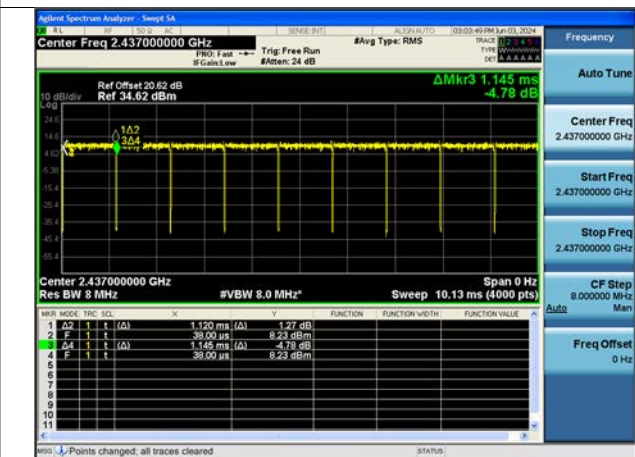 Agilent Spectrum Analyzer - Swept SA
RL RF 50 Ω AC SENSE:INT ALIGNAUTO 03:03:49 PM Jun 03, 2024
Center Freq 2.437000000 GHz
PNO: Fast
IFGain:Low
Trig: Free Run
#Atten: 24 dB
#Avg Type: RMS
TRACE 1 2 3 4 5 6
TYPE
DET A A A A A A
Frequency
Auto Tune
Center Freq
2.437000000 GHz
Start Freq
2.437000000 GHz
Stop Freq
2.437000000 GHz
CF Step
8.000000 MHz
Auto Man
Freq Offset
0 Hz
ΔMkr3 1.145 ms
-4.78 dB
Ref Offset 20.62 dB
10 dB/div Ref 34.62 dBm
Log
24.6
14.6
4.62
-5.38
-15.4
-25.4
-35.4
-45.4
-55.4
1Δ2
3Δ4
Center 2.437000000 GHz Span 0 Hz
Res BW 8 MHz #VBW 8.0 MHz* Sweep 10.13 ms (4000 pts)
MKR MODE TRC SCL X Y FUNCTION FUNCTION WIDTH FUNCTION VALUE
1 Δ2 1 t (Δ) 1.120 ms (Δ) 1.27 dB
2 F 1 t 38.00 µs 8.23 dBm
3 Δ4 1 t (Δ) 1.145 ms (Δ) -4.78 dB
4 F 1 t 38.00 µs 8.23 dBm
5
6
7
8
9
10
11
MSG Points changed; all traces cleared STATUS